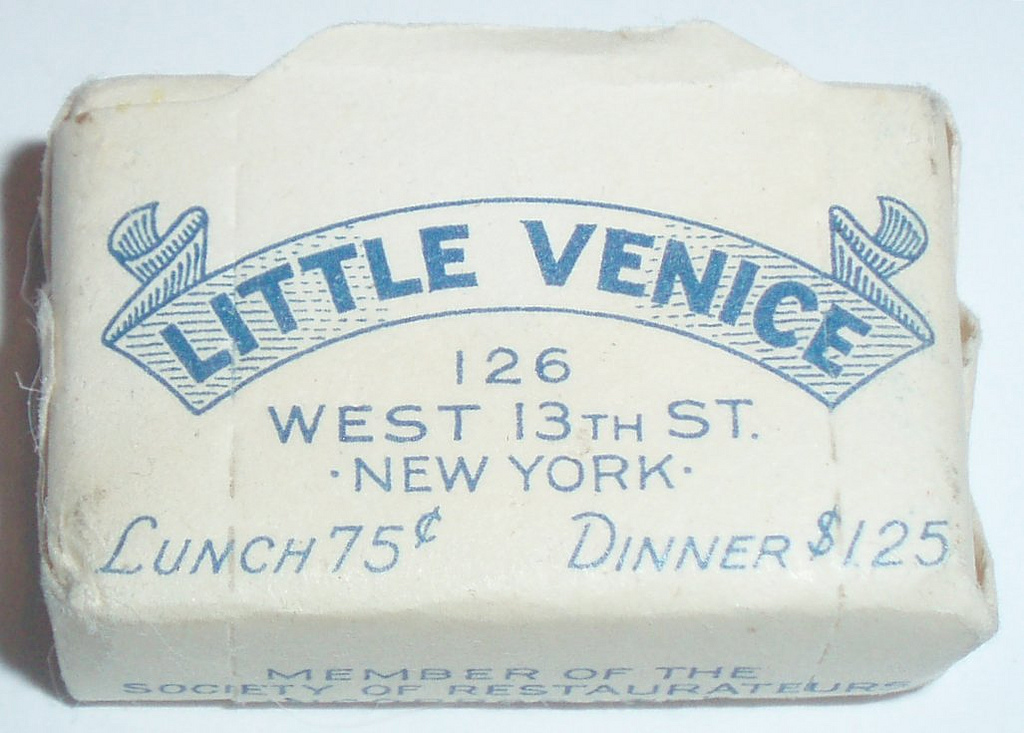 LITTLE VENICE
126
WEST 13TH ST.
·NEW YORK·
LUNCH 75¢ DINNER $1.25
MEMBER OF THE
SOCIETY OF RESTAURATEURS